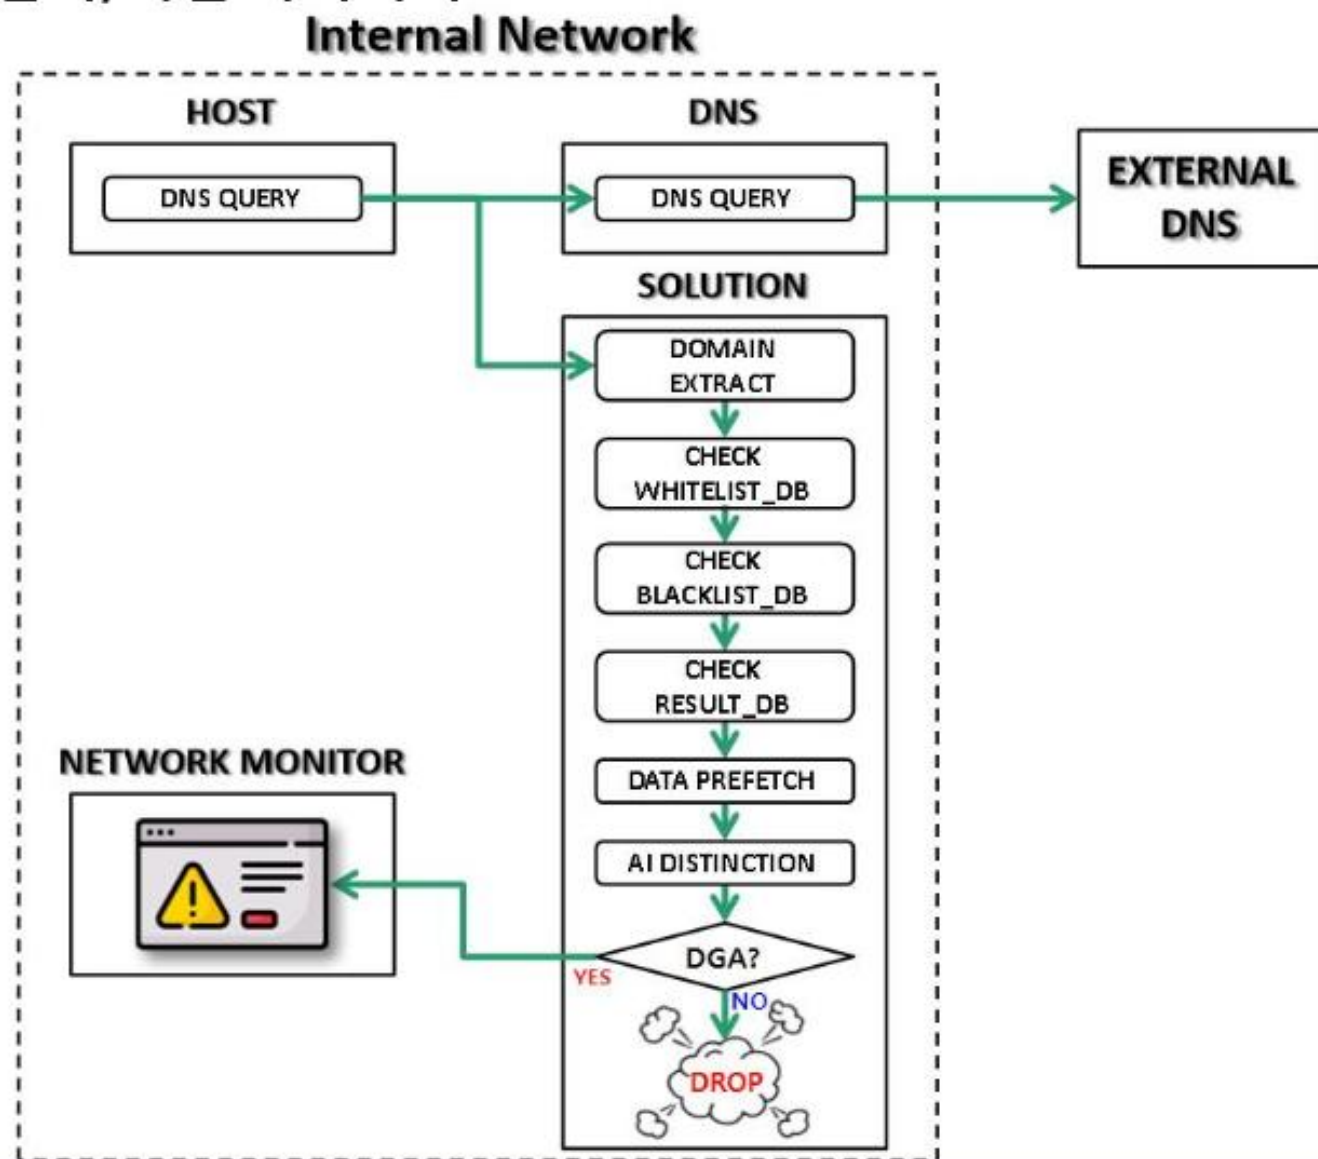 Internal Network
HOST
DNS
DNS QUERY
DNS QUERY
EXTERNAL
DNS
SOLUTION
DOMAIN
EXTRACT
CHECK
WHITELIST_DB
CHECK
BLACKLIST_DB
CHECK
RESULT_DB
NETWORK MONITOR
DATA PREFETCH
AI DISTINCTION
DGA?
YES
NO
DROP